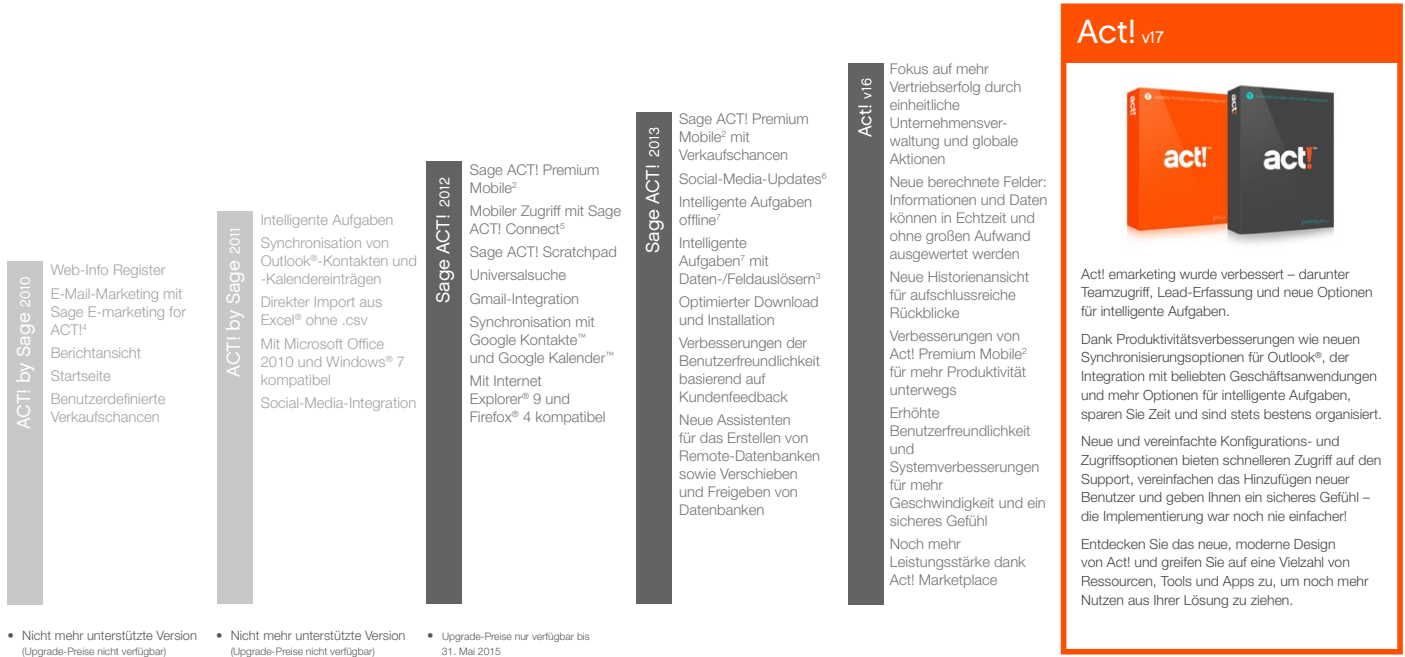 ACT! by Sage 2010
Web-Info Register
E-Mail-Marketing mit
Sage E-marketing for
ACT!⁴
Berichtansicht
Startseite
Benutzerdefinierte
Verkaufschancen
• Nicht mehr unterstützte Version
(Upgrade-Preise nicht verfügbar)
ACT! by Sage 2011
Intelligente Aufgaben
Synchronisation von
Outlook®-Kontakten und
-Kalendereinträgen
Direkter Import aus
Excel® ohne .csv
Mit Microsoft Office
2010 und Windows® 7
kompatibel
Social-Media-Integration
• Nicht mehr unterstützte Version
(Upgrade-Preise nicht verfügbar)
Sage ACT! 2012
Sage ACT! Premium
Mobile²
Mobiler Zugriff mit Sage
ACT! Connect⁵
Sage ACT! Scratchpad
Universalsuche
Gmail-Integration
Synchronisation mit
Google Kontakte™
und Google Kalender™
Mit Internet
Explorer® 9 und
Firefox® 4 kompatibel
• Upgrade-Preise nur verfügbar bis
31. Mai 2015
Sage ACT! 2013
Sage ACT! Premium
Mobile² mit
Verkaufschancen
Social-Media-Updates⁶
Intelligente Aufgaben
offline⁷
Intelligente
Aufgaben⁷ mit
Daten-/Feldauslösern³
Optimierter Download
und Installation
Verbesserungen der
Benutzerfreundlichkeit
basierend auf
Kundenfeedback
Neue Assistenten
für das Erstellen von
Remote-Datenbanken
sowie Verschieben
und Freigeben von
Datenbanken
Act! v16
Fokus auf mehr
Vertriebserfolg durch
einheitliche
Unternehmensver-
waltung und globale
Aktionen
Neue berechnete Felder:
Informationen und Daten
können in Echtzeit und
ohne großen Aufwand
ausgewertet werden
Neue Historienansicht
für aufschlussreiche
Rückblicke
Verbesserungen von
Act! Premium Mobile²
für mehr Produktivität
unterwegs
Erhöhte
Benutzerfreundlichkeit
und
Systemverbesserungen
für mehr
Geschwindigkeit und ein
sicheres Gefühl
Noch mehr
Leistungsstärke dank
Act! Marketplace
Act! v17
act!
act!™
act!
act!™
Act! emarketing wurde verbessert – darunter
Teamzugriff, Lead-Erfassung und neue Optionen
für intelligente Aufgaben.
Dank Produktivitätsverbesserungen wie neuen
Synchronisierungsoptionen für Outlook®, der
Integration mit beliebten Geschäftsanwendungen
und mehr Optionen für intelligente Aufgaben,
sparen Sie Zeit und sind stets bestens organisiert.
Neue und vereinfachte Konfigurations- und
Zugriffsoptionen bieten schnelleren Zugriff auf den
Support, vereinfachen das Hinzufügen neuer
Benutzer und geben Ihnen ein sicheres Gefühl –
die Implementierung war noch nie einfacher!
Entdecken Sie das neue, moderne Design
von Act! und greifen Sie auf eine Vielzahl von
Ressourcen, Tools und Apps zu, um noch mehr
Nutzen aus Ihrer Lösung zu ziehen.